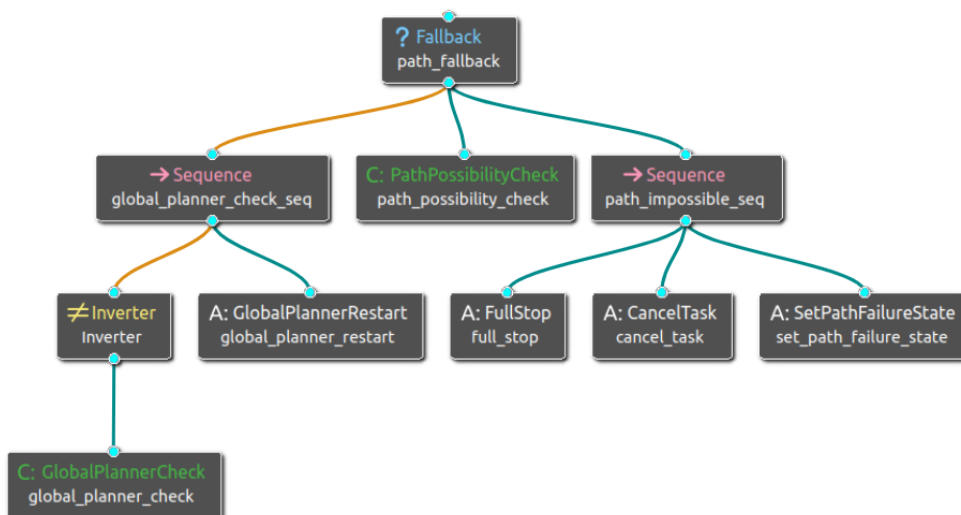 ? Fallback
path_fallback
→ Sequence
global_planner_check_seq
C: PathPossibilityCheck
path_possibility_check
→ Sequence
path_impossible_seq
≠ Inverter
Inverter
A: GlobalPlannerRestart
global_planner_restart
A: FullStop
full_stop
A: CancelTask
cancel_task
A: SetPathFailureState
set_path_failure_state
C: GlobalPlannerCheck
global_planner_check